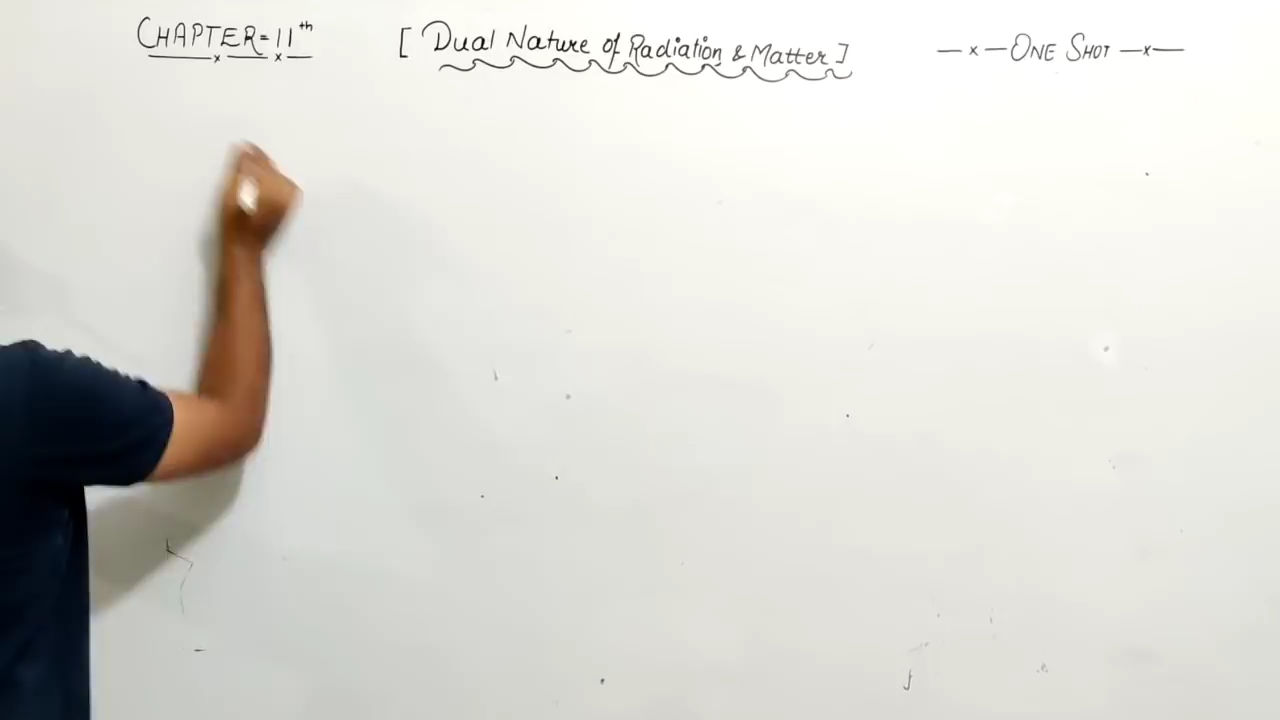 CHAPTER=11th [Dual Nature of Radiation & Matter] —x—ONE SHOT—x—